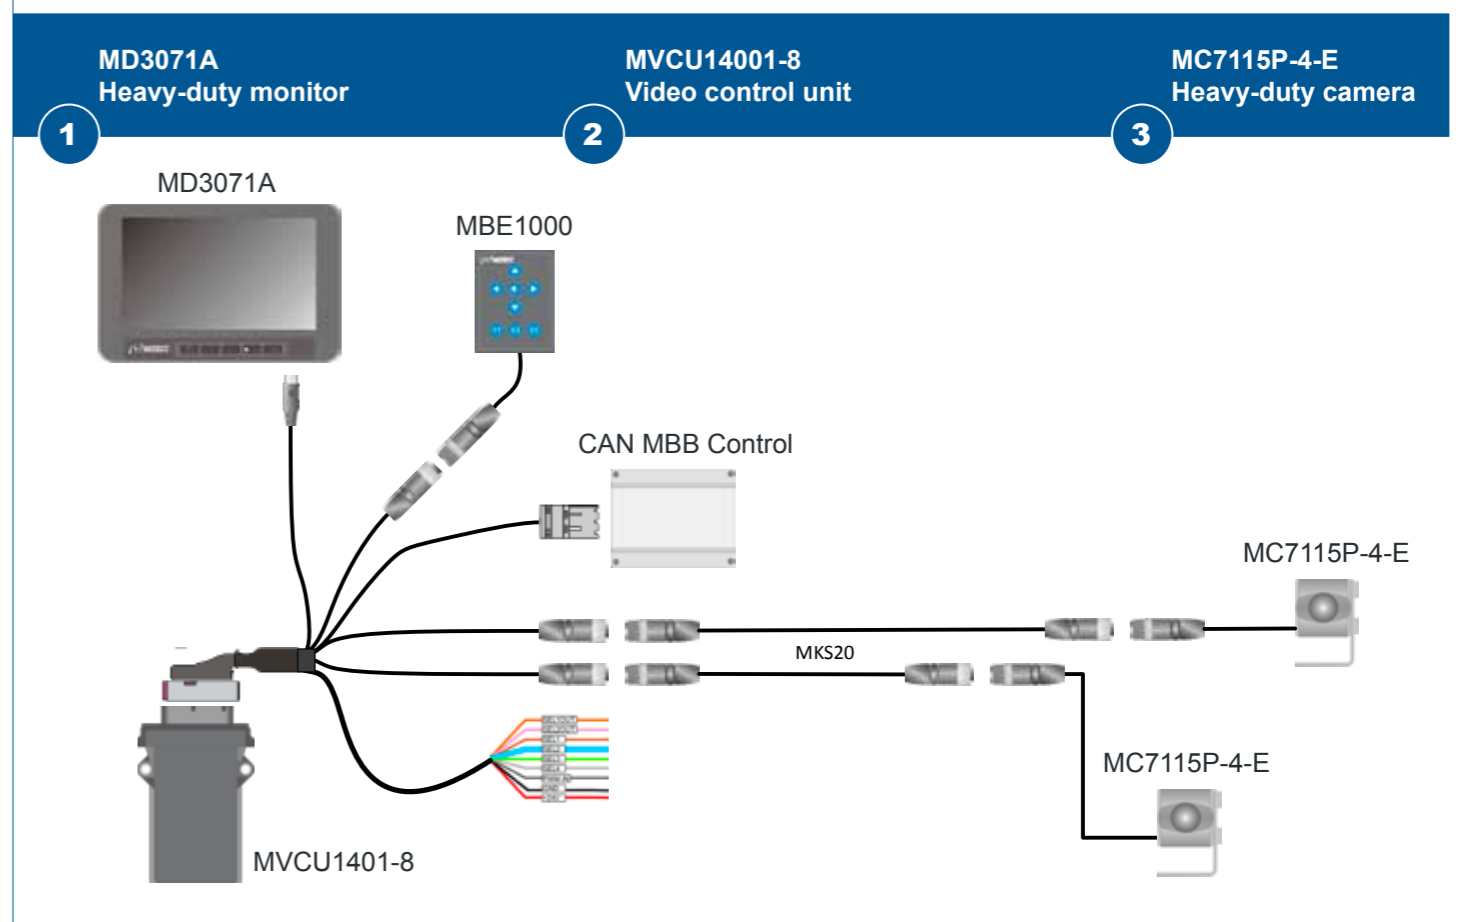 MD3071A
Heavy-duty monitor
1
MVCU14001-8
Video control unit
2
MC7115P-4-E
Heavy-duty camera
3
MD3071A
MBE1000
CAN MBB Control
MC7115P-4-E
MKS20
MC7115P-4-E
GND
MVCU1401-8